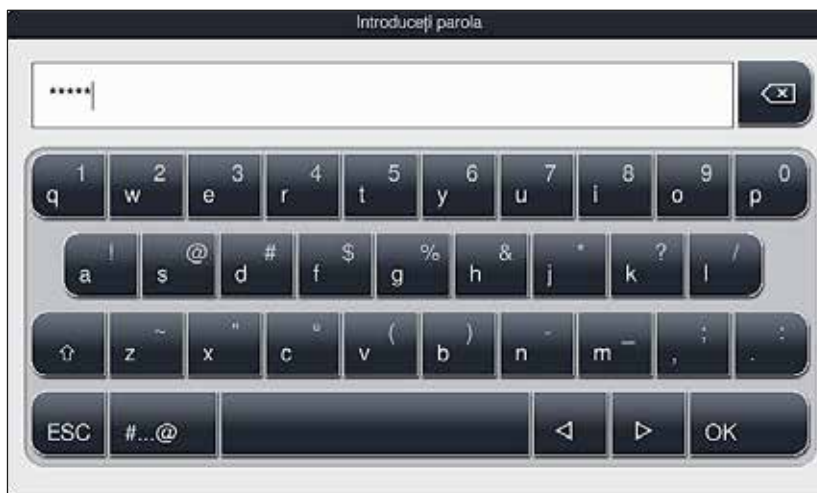 Introduceți parola
*****
1 2 3 4 5 6 7 8 9 0
q w e r t y u i o p
! @ # $ % & * ? /
a s d f g h j k l
~ " ( ) - _ ; :
z x c v b n m , .
ESC #...@ OK